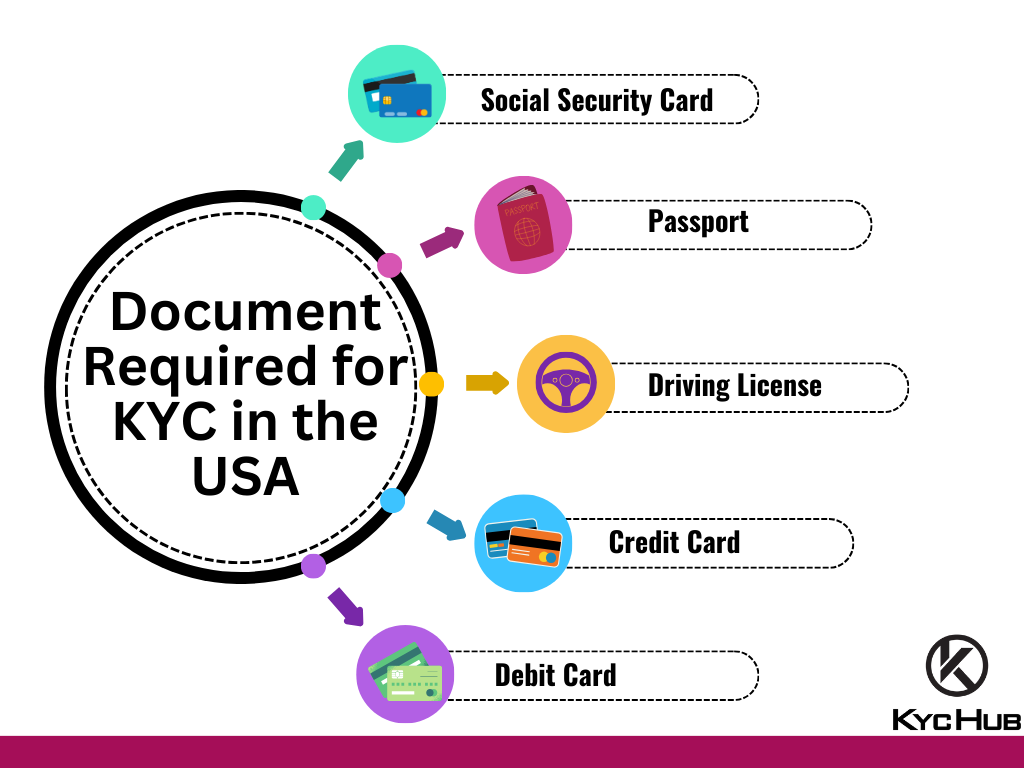 Social Security Card
PASSPORT
Passport
Document
Required for
KYC in the
USA
Driving License
Credit Card
Debit Card
KYC HUB